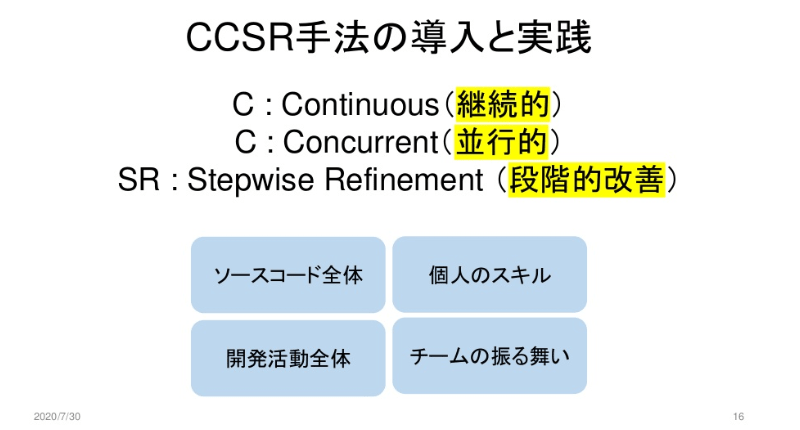 CCSR手法の導入と実践
C : Continuous（継続的）
C : Concurrent（並行的）
SR : Stepwise Refinement （段階的改善）
ソースコード全体
個人のスキル
開発活動全体
チームの振る舞い
2020/7/30
16